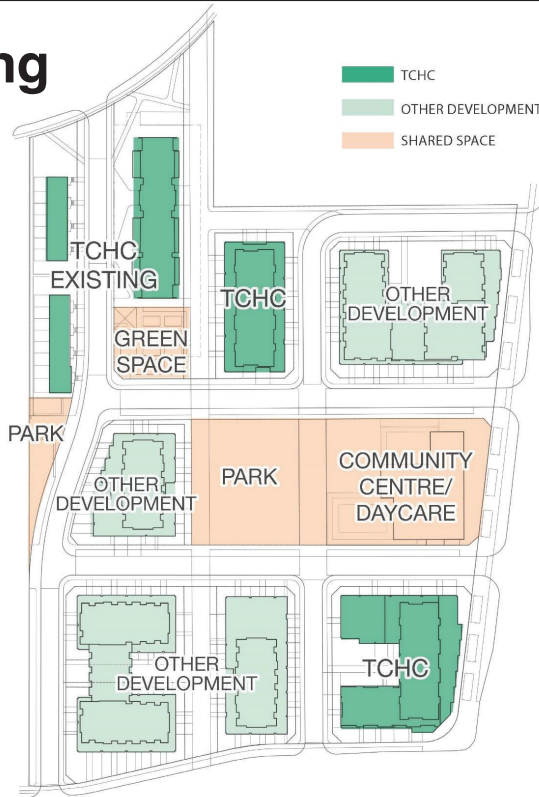 ng
TCHC
OTHER DEVELOPMENT
SHARED SPACE
TCHC
EXISTING
TCHC
OTHER
DEVELOPMENT
GREEN
SPACE
PARK
OTHER
DEVELOPMENT
PARK
COMMUNITY
CENTRE/
DAYCARE
OTHER
DEVELOPMENT
TCHC